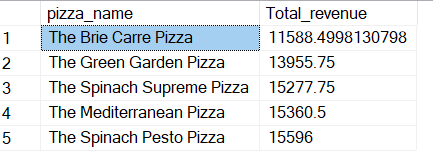 pizza_name Total_revenue
1 The Brie Carre Pizza 11588.4998130798
2 The Green Garden Pizza 13955.75
3 The Spinach Supreme Pizza 15277.75
4 The Mediterranean Pizza 15360.5
5 The Spinach Pesto Pizza 15596